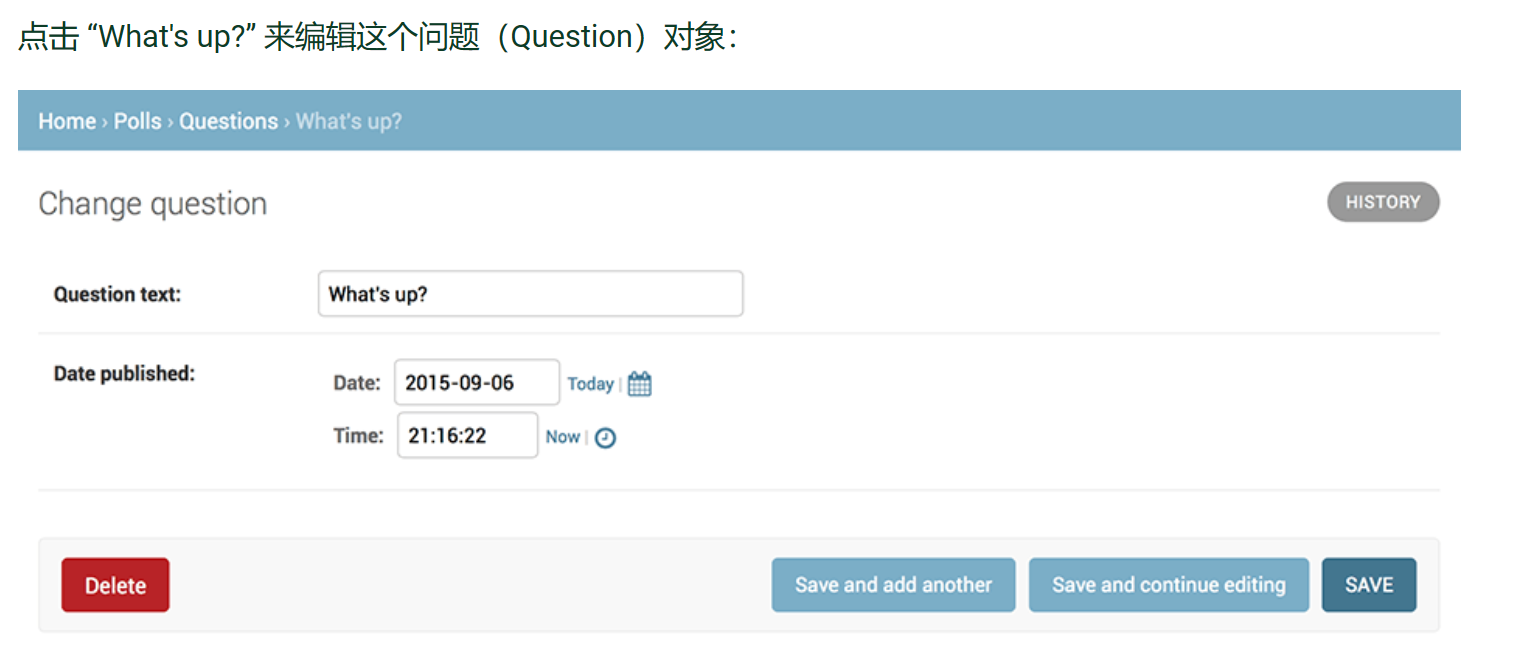 点击 “What's up?” 来编辑这个问题（Question）对象：
Home › Polls › Questions › What's up?
Change question
HISTORY
Question text: What's up?
Date published:
Date: 2015-09-06 Today |
Time: 21:16:22 Now |
Delete Save and add another Save and continue editing SAVE